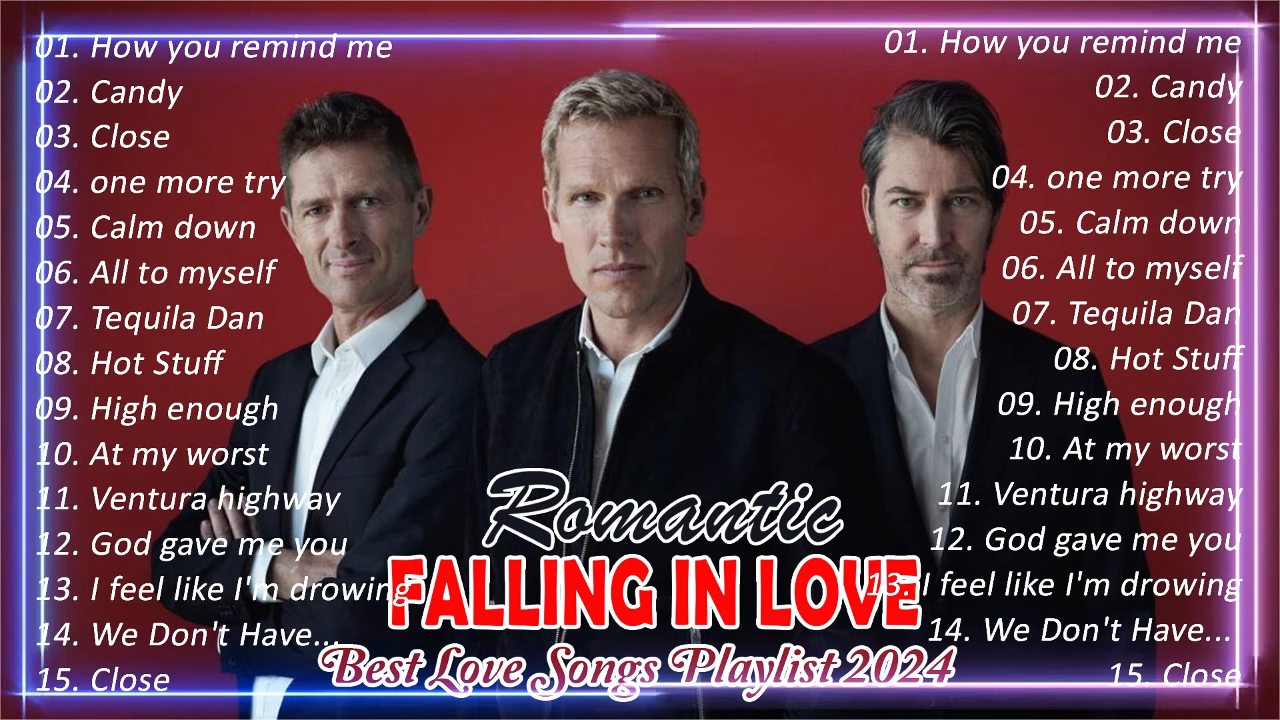 01. How you remind me
02. Candy
03. Close
04. one more try
05. Calm down
06. All to myself
07. Tequila Dan
08. Hot Stuff
09. High enough
10. At my worst
11. Ventura highway
12. God gave me you
13. I feel like I'm drowing
14. We Don't Have...
15. Close
01. How you remind me
02. Candy
03. Close
04. one more try
05. Calm down
06. All to myself
07. Tequila Dan
08. Hot Stuff
09. High enough
10. At my worst
11. Ventura highway
12. God gave me you
13. I feel like I'm drowing
14. We Don't Have...
15. Close
Romantic
FALLING IN LOVE
Best Love Songs Playlist 2024